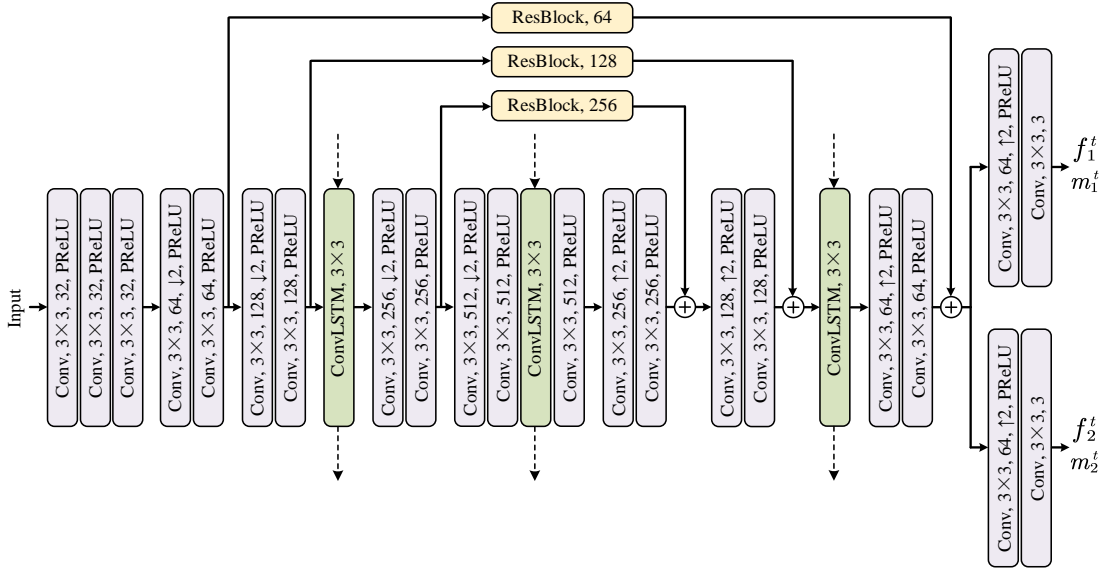 ResBlock, 64
ResBlock, 128
ResBlock, 256
Input
Conv, 3×3, 32, PReLU
Conv, 3×3, 32, PReLU
Conv, 3×3, 32, PReLU
Conv, 3×3, 64, ↓2, PReLU
Conv, 3×3, 64, PReLU
Conv, 3×3, 128, ↓2, PReLU
Conv, 3×3, 128, PReLU
ConvLSTM, 3×3
Conv, 3×3, 256, ↓2, PReLU
Conv, 3×3, 256, PReLU
Conv, 3×3, 512, ↓2, PReLU
Conv, 3×3, 512, PReLU
ConvLSTM, 3×3
Conv, 3×3, 512, PReLU
Conv, 3×3, 256, ↑2, PReLU
Conv, 3×3, 256, PReLU
Conv, 3×3, 128, ↑2, PReLU
Conv, 3×3, 128, PReLU
ConvLSTM, 3×3
Conv, 3×3, 64, ↑2, PReLU
Conv, 3×3, 64, PReLU
Conv, 3×3, 64, ↑2, PReLU
Conv, 3×3, 3
f₁ᵗ
m₁ᵗ
Conv, 3×3, 64, ↑2, PReLU
Conv, 3×3, 3
f₂ᵗ
m₂ᵗ